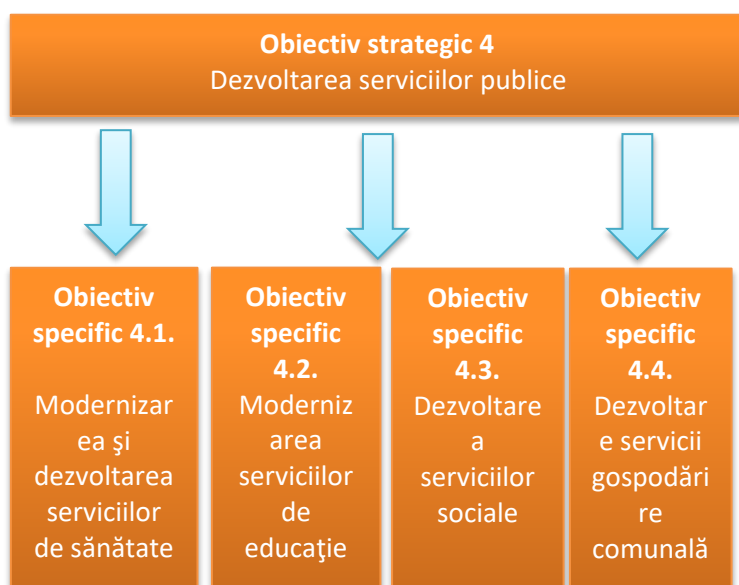 Obiectiv strategic 4
Dezvoltarea serviciilor publice
Obiectiv
specific 4.1.
Modernizar
ea şi
dezvoltarea
serviciilor
de sănătate
Obiectiv
specific
4.2.
Moderniz
area
serviciilor
de
educaţie
Obiectiv
specific
4.3.
Dezvoltare
a
serviciilor
sociale
Obiectiv
specific
4.4.
Dezvoltar
e servicii
gospodări
re
comunală